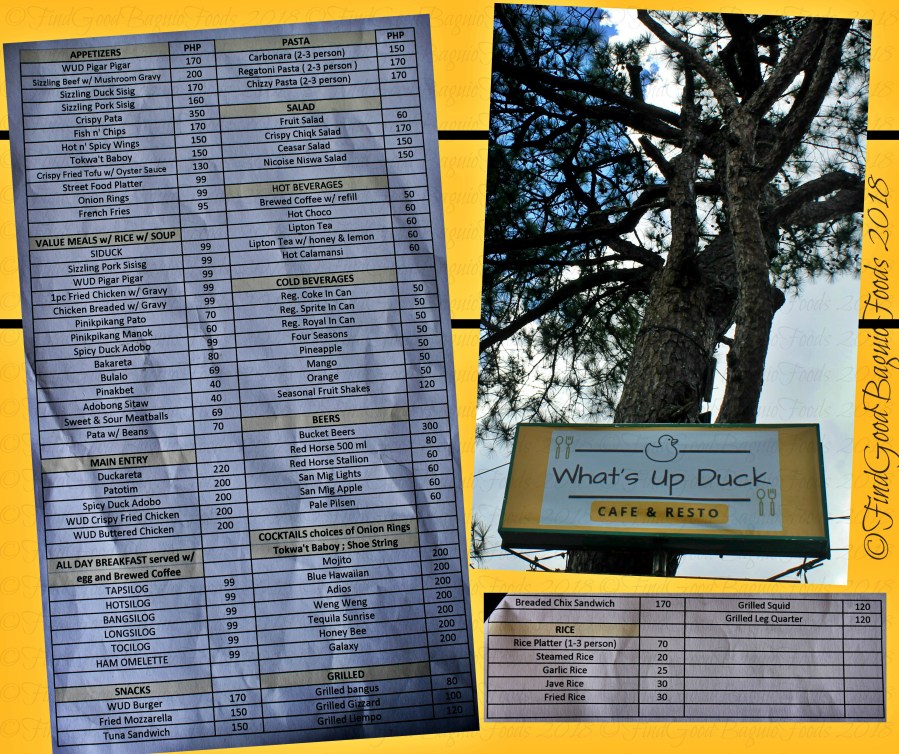 APPETIZERS PHP
WUD Pigar Pigar 170
Sizzling Beef w/ Mushroom Gravy 200
Sizzling Duck Sisig 170
Sizzling Pork Sisig 160
Crispy Pata 350
Fish n' Chips 170
Hot n' Spicy Wings 150
Tokwa't Baboy 150
Crispy Fried Tofu w/ Oyster Sauce 130
Street Food Platter 99
Onion Rings 99
French Fries 95
VALUE MEALS w/ RICE w/ SOUP
SIDUCK 99
Sizzling Pork Sisisg 99
WUD Pigar Pigar 99
1pc Fried Chicken w/ Gravy 99
Chicken Breaded w/ Gravy 99
Pinikpikang Pato 70
Pinikpikang Manok 60
Spicy Duck Adobo 99
Bakareta 80
Bulalo 69
Pinakbet 40
Adobong Sitaw 40
Sweet & Sour Meatballs 69
Pata w/ Beans 70
MAIN ENTRY
Duckareta 220
Patotim 200
Spicy Duck Adobo 200
WUD Crispy Fried Chicken 200
WUD Buttered Chicken 200
ALL DAY BREAKFAST served w/
egg and Brewed Coffee
TAPSILOG 99
HOTSILOG 99
BANGSILOG 99
LONGSILOG 99
TOCILOG 99
HAM OMELETTE 99
SNACKS
WUD Burger 170
Fried Mozzarella 150
Tuna Sandwich 150
PASTA PHP
Carbonara (2-3 person) 150
Regatoni Pasta ( 2-3 person ) 170
Chizzy Pasta (2-3 person) 170
SALAD
Fruit Salad 60
Crispy Chiqk Salad 170
Ceasar Salad 150
Nicoise Niswa Salad 150
HOT BEVERAGES
Brewed Coffee w/ refill 50
Hot Choco 60
Lipton Tea 60
Lipton Tea w/ honey & lemon 60
Hot Calamansi 60
COLD BEVERAGES
Reg. Coke In Can 50
Reg. Sprite In Can 50
Reg. Royal In Can 50
Four Seasons 50
Pineapple 50
Mango 50
Orange 50
Seasonal Fruit Shakes 120
BEERS
Bucket Beers 300
Red Horse 500 ml 80
Red Horse Stallion 60
San Mig Lights 60
San Mig Apple 60
Pale Pilsen 60
COCKTAILS choices of Onion Rings
Tokwa't Baboy ; Shoe String
Mojito 200
Blue Hawaiian 200
Adios 200
Weng Weng 200
Tequila Sunrise 200
Honey Bee 200
Galaxy 200
GRILLED
Grilled bangus 80
Grilled Gizzard 100
Grilled Liempo 120
What's Up Duck
CAFE & RESTO
Breaded Chix Sandwich 170 Grilled Squid 120
Grilled Leg Quarter 120
RICE
Rice Platter (1-3 person) 70
Steamed Rice 20
Garlic Rice 25
Jave Rice 30
Fried Rice 30
©FindGoodBaguioFoods 2018